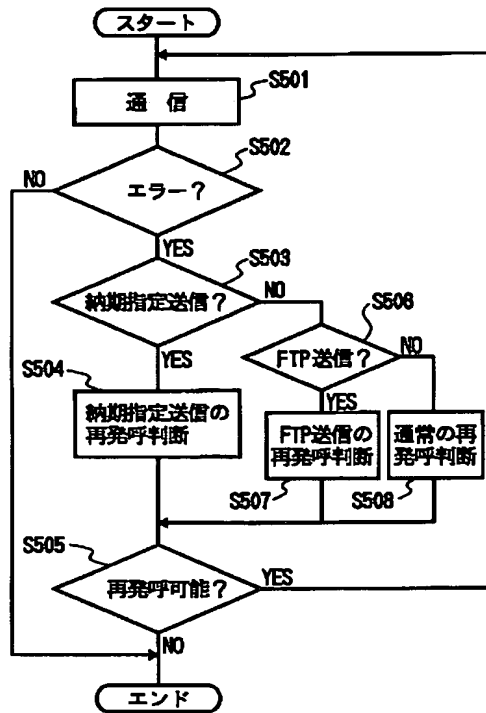 スタート
S501
通 信
S502
NO
エラー?
YES
S503
納期指定送信?
NO
S506
S504
YES
FTP送信?
NO
納期指定送信の
再発呼判断
YES
FTP送信の
再発呼判断
通常の再
発呼判断
S507
S508
S505
再発呼可能?
YES
NO
エンド